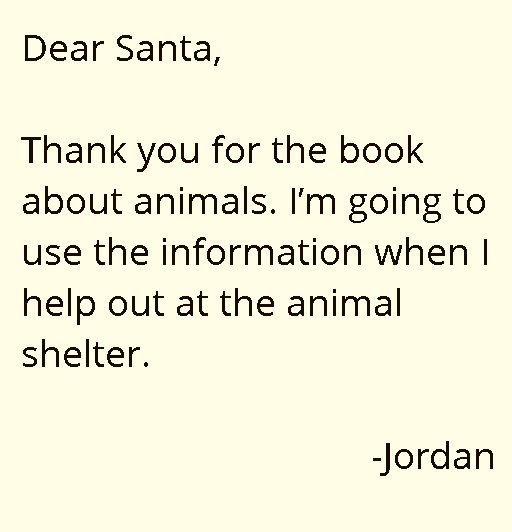 Dear Santa,
Thank you for the book
about animals. I’m going to
use the information when I
help out at the animal
shelter.
-Jordan